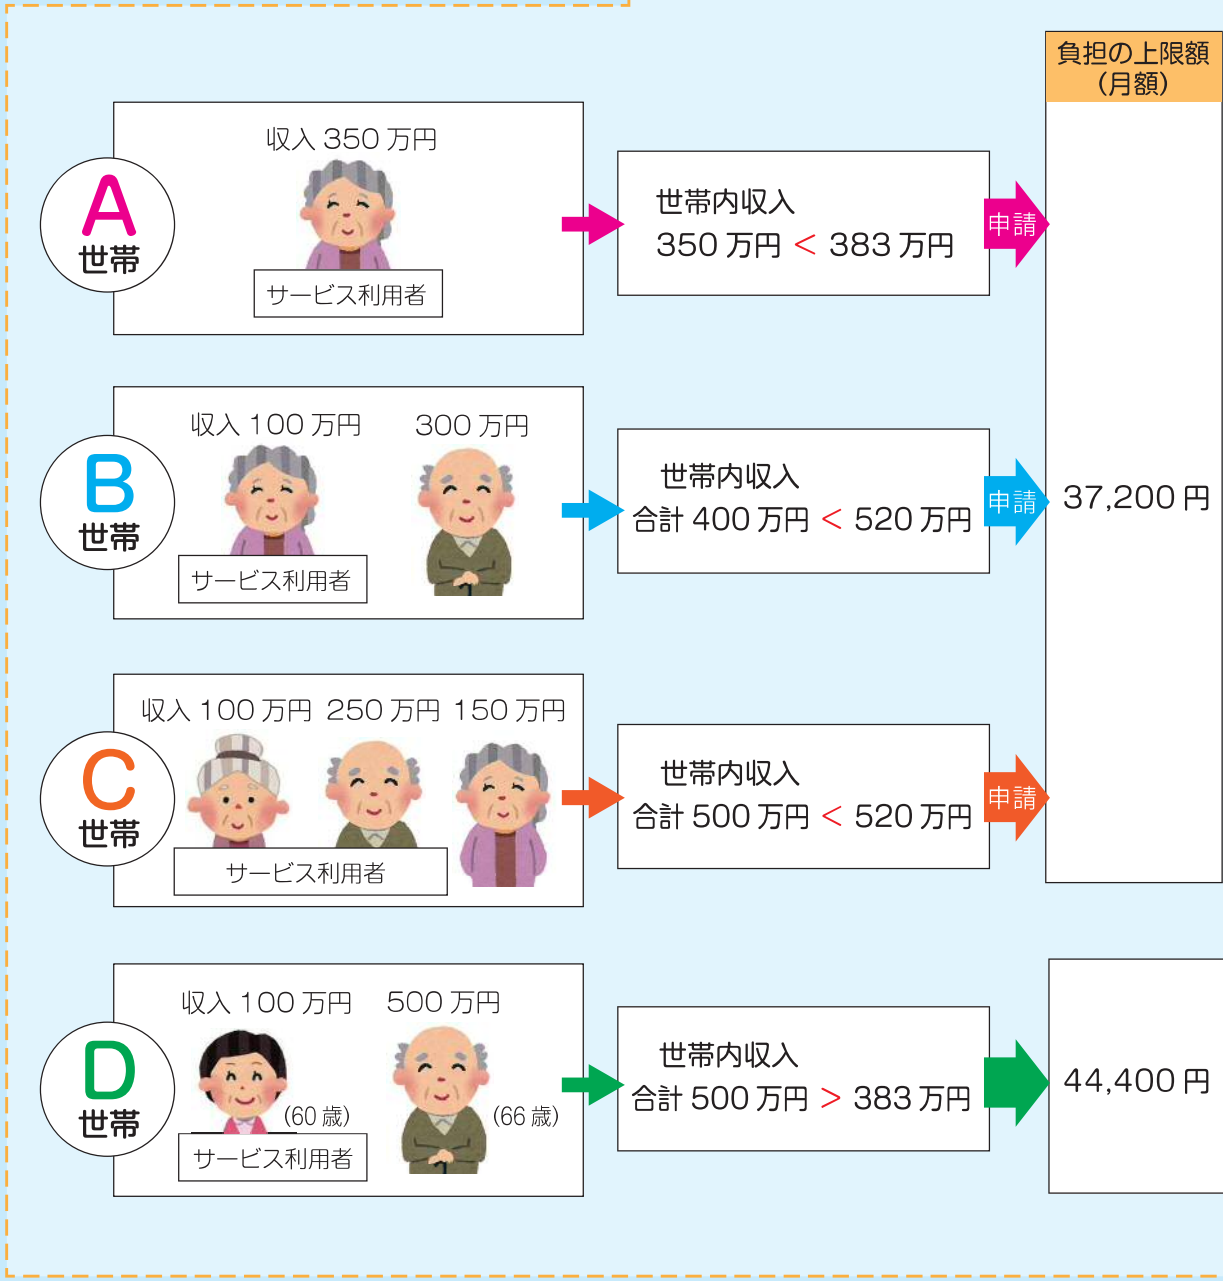 負担の上限額
（月額）
収入 350 万円
A
世帯
サービス利用者
世帯内収入
350 万円 < 383 万円
申請
収入 100 万円
300 万円
B
世帯
サービス利用者
世帯内収入
合計 400 万円 < 520 万円
申請
37,200 円
収入 100 万円 250 万円 150 万円
C
世帯
サービス利用者
世帯内収入
合計 500 万円 < 520 万円
申請
収入 100 万円
500 万円
D
世帯
(60 歳)
(66 歳)
サービス利用者
世帯内収入
合計 500 万円 > 383 万円
44,400 円